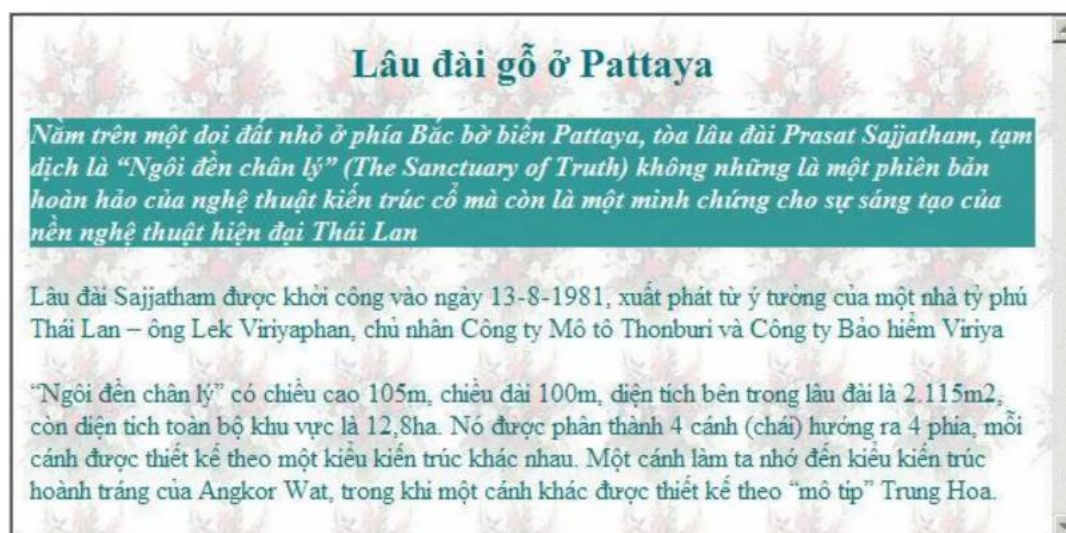 Lâu đài gỗ ở Pattaya
Nằm trên một doi đất nhỏ ở phía Bắc bờ biển Pattaya, tòa lâu đài Prasat Sajjatham, tạm
dịch là “Ngôi đền chân lý” (The Sanctuary of Truth) không những là một phiên bản
hoàn hảo của nghệ thuật kiến trúc cổ mà còn là một minh chứng cho sự sáng tạo của
nền nghệ thuật hiện đại Thái Lan
Lâu đài Sajjatham được khởi công vào ngày 13-8-1981, xuất phát từ ý tưởng của một nhà tỷ phú
Thái Lan – ông Lek Viriyaphan, chủ nhân Công ty Mô tô Thonburi và Công ty Bảo hiểm Viriya
“Ngôi đền chân lý” có chiều cao 105m, chiều dài 100m, diện tích bên trong lâu đài là 2.115m2,
còn diện tích toàn bộ khu vực là 12,8ha. Nó được phân thành 4 cánh (chái) hướng ra 4 phía, mỗi
cánh được thiết kế theo một kiểu kiến trúc khác nhau. Một cánh làm ta nhớ đến kiểu kiến trúc
hoành tráng của Angkor Wat, trong khi một cánh khác được thiết kế theo “mô típ” Trung Hoa.